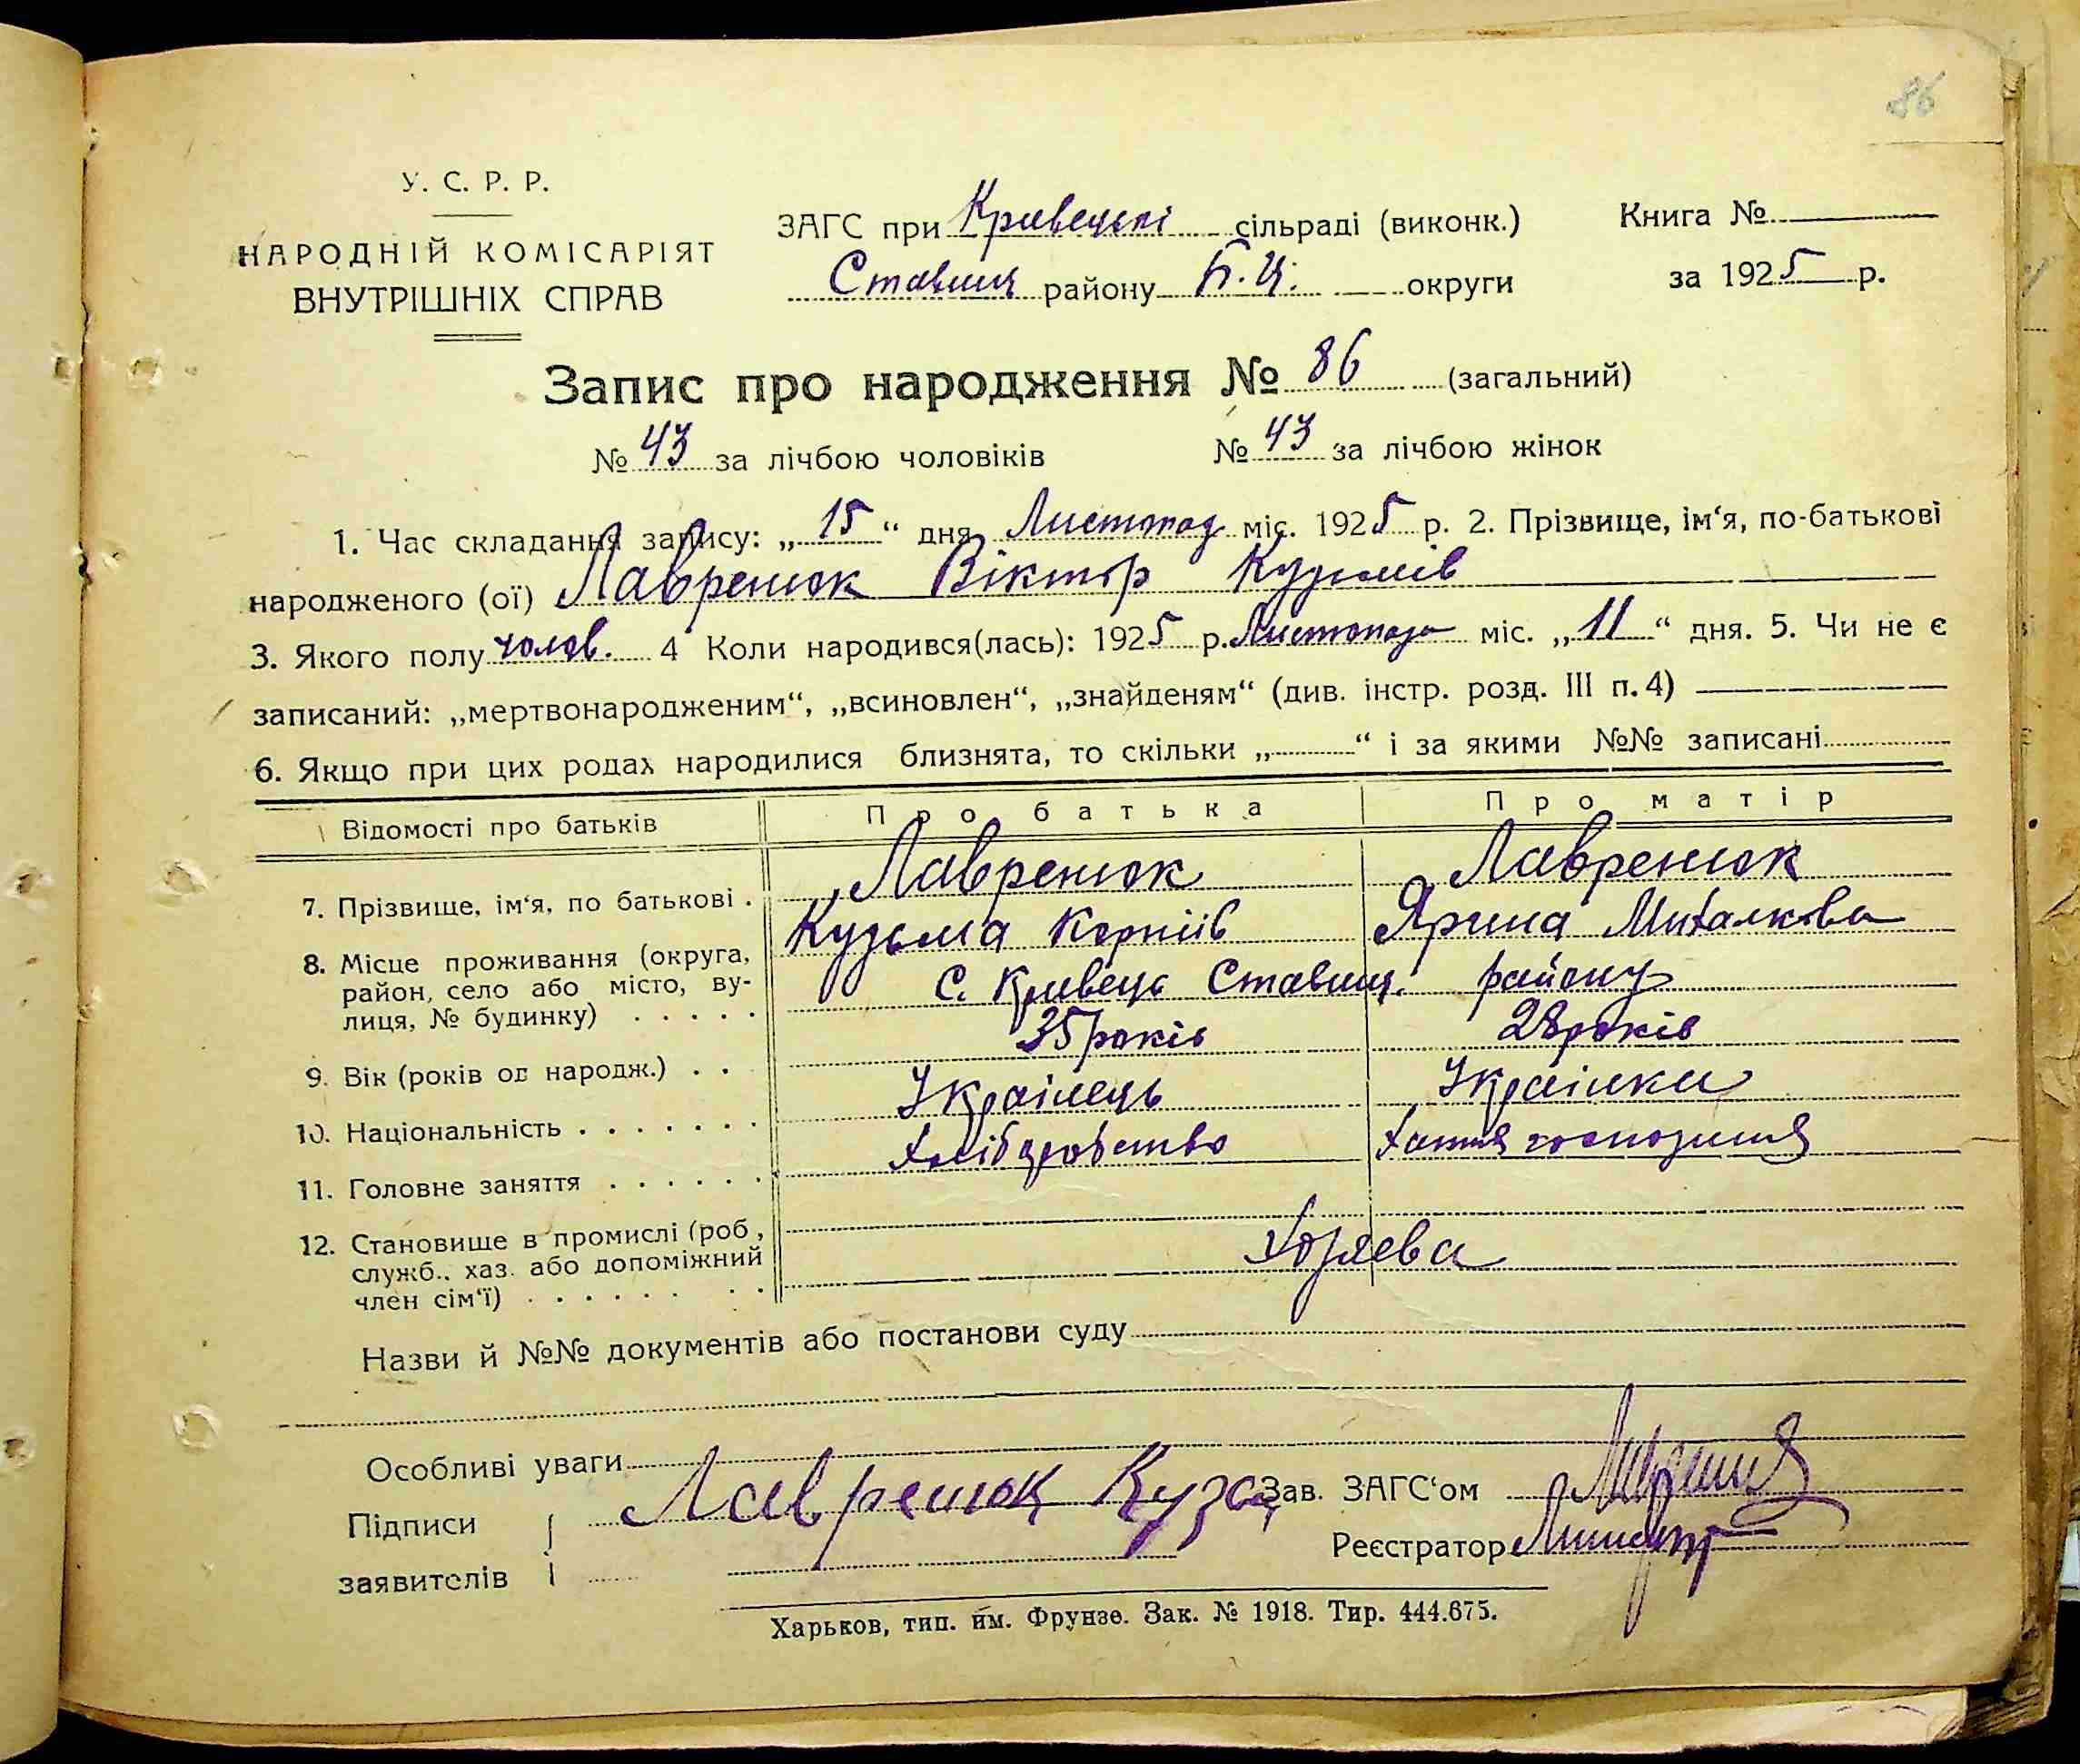 86
У. С. Р. Р.
НАРОДНІЙ КОМІСАРІЯТ
ВНУТРІШНІХ СПРАВ
ЗАГС при Кривецькі сільраді (виконк.)
Ставищ району Б.Ц. округи
Книга №
за 1925 р.
Запис про народження № 86 (загальний)
№ 43 за лічбою чоловіків № 43 за лічбою жінок
1. Час складання запису: „15“ дня Листопад міс. 1925 р. 2. Прізвище, ім‘я, по-батькові
народженого (ої) Лавренюк Віктор Кузьмів
3. Якого полу чолов. 4 Коли народився(лась): 1925 р. Листопада міс. „11“ дня. 5. Чи не є
записаний: „мертвонародженим“, „всиновлен“, „знайденям“ (див. інстр. розд. III п. 4)
6. Якщо при цих родах народилися близнята, то скільки „ “ і за якими №№ записані
Відомості про батьків Про батька Про матір
7. Прізвище, ім‘я, по батькові . Лавренюк Лавренюк
Кузьма Корніїв Ярина Михалкова
8. Місце проживання (округа,
район, село або місто, ву-
лиця, № будинку) . . . . .
с. Кривець Ставищ. району
9. Вік (років од народж.) . . 35 років 28 років
10. Національність . . . . . . . Українець Українка
11. Головне заняття . . . . . . Хліборобство Хатня господиня
12. Становище в промислі (роб.,
служб., хаз. або допоміжний
член сім‘ї) . . . . . . . .
Хозяєва
Назви й №№ документів або постанови суду
Особливі уваги
Підписи
заявителів
Лавренюк Кузьма
Зав. ЗАГС‘ом
Реєстратор
Харьков, тип. им. Фрунзе. Зак. № 1918. Тир. 444.675.